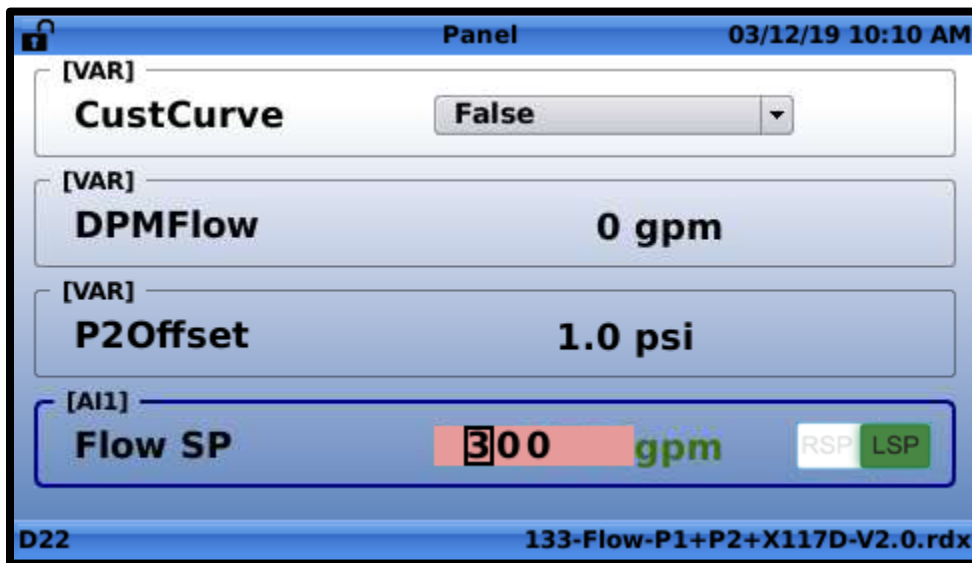 Panel 03/12/19 10:10 AM
[VAR]
CustCurve False
[VAR]
DPMFlow 0 gpm
[VAR]
P2Offset 1.0 psi
[AI1]
Flow SP 300 gpm RSP LSP
D22 133-Flow-P1+P2+X117D-V2.0.rdx